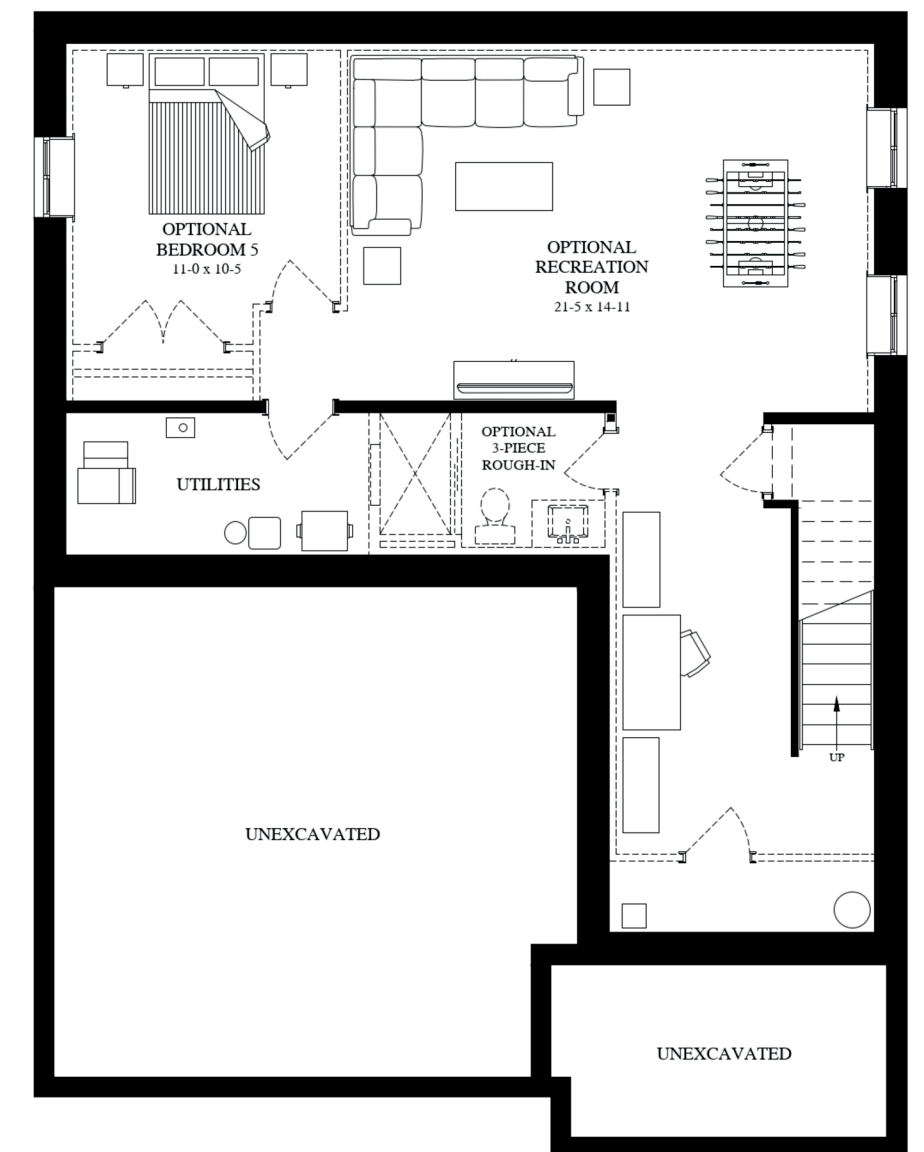 OPTIONAL
BEDROOM 5
11-0 x 10-5
OPTIONAL
RECREATION
ROOM
21-5 x 14-11
OPTIONAL
3-PIECE
ROUGH-IN
UTILITIES
UP
UNEXCAVATED
UNEXCAVATED